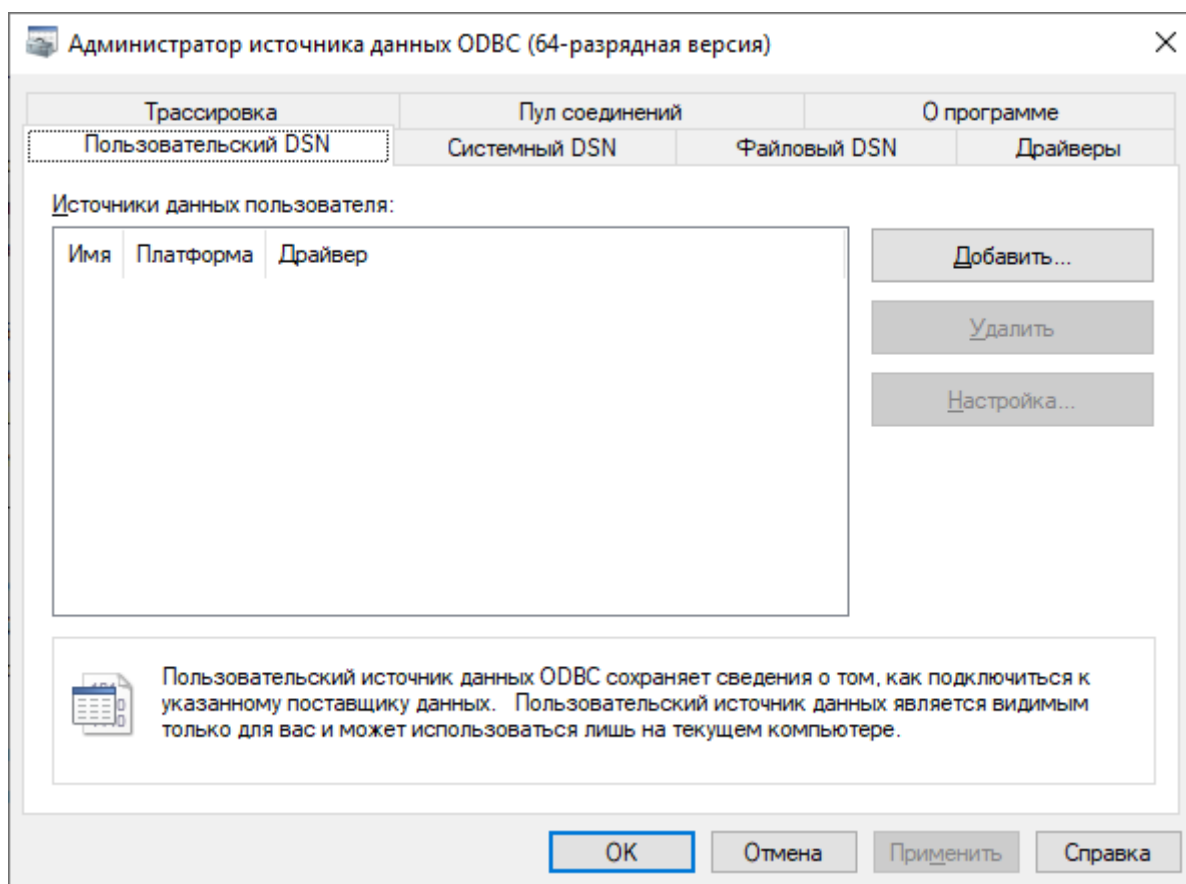 Администратор источника данных ODBC (64-разрядная версия)
Трассировка Пул соединений О программе
Пользовательский DSN Системный DSN Файловый DSN Драйверы
Источники данных пользователя:
Имя Платформа Драйвер
Добавить...
Удалить
Настройка...
Пользовательский источник данных ODBC сохраняет сведения о том, как подключиться к
указанному поставщику данных. Пользовательский источник данных является видимым
только для вас и может использоваться лишь на текущем компьютере.
OK Отмена Применить Справка